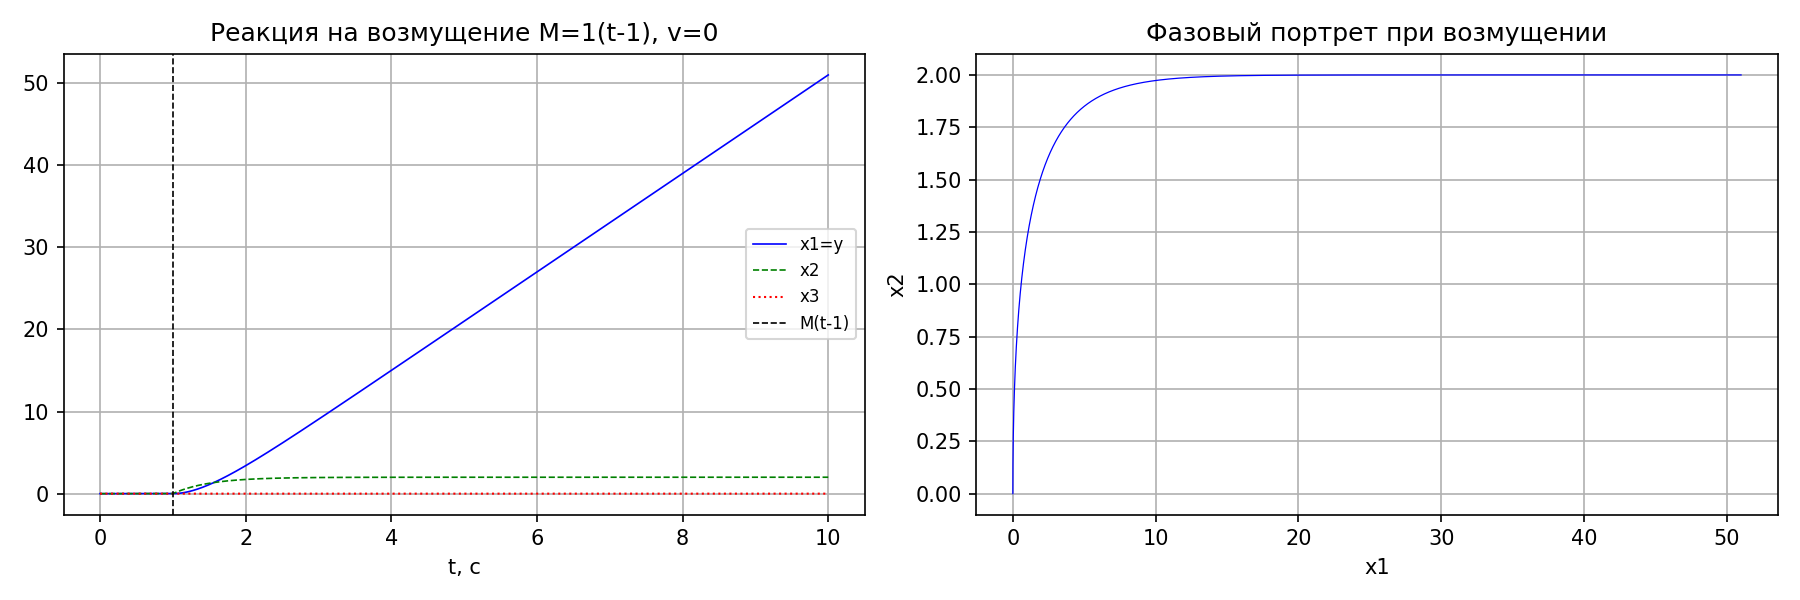 Реакция на возмущение M=1(t-1), v=0
50
40
30
20
10
0
x1=y
x2
x3
M(t-1)
0 2 4 6 8 10
t, с
Фазовый портрет при возмущении
x2
2.00
1.75
1.50
1.25
1.00
0.75
0.50
0.25
0.00
0 10 20 30 40 50
x1